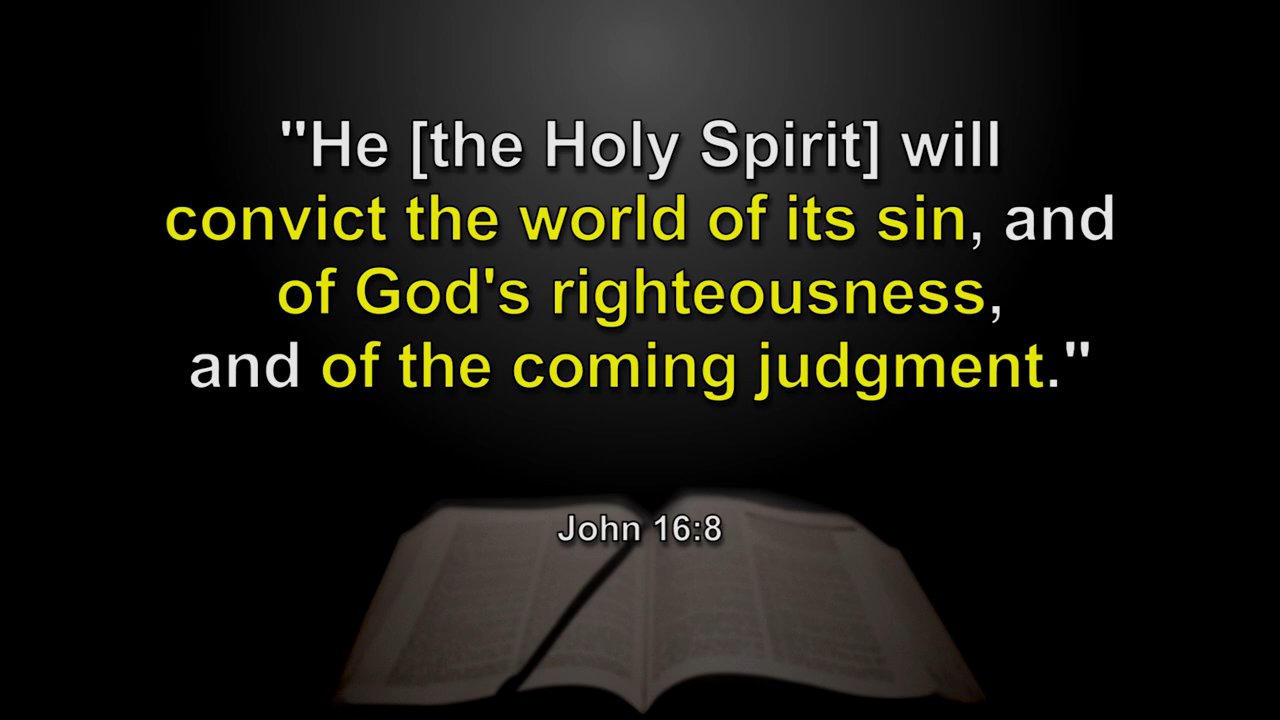 "He [the Holy Spirit] will
convict the world of its sin, and
of God's righteousness,
and of the coming judgment."
John 16:8